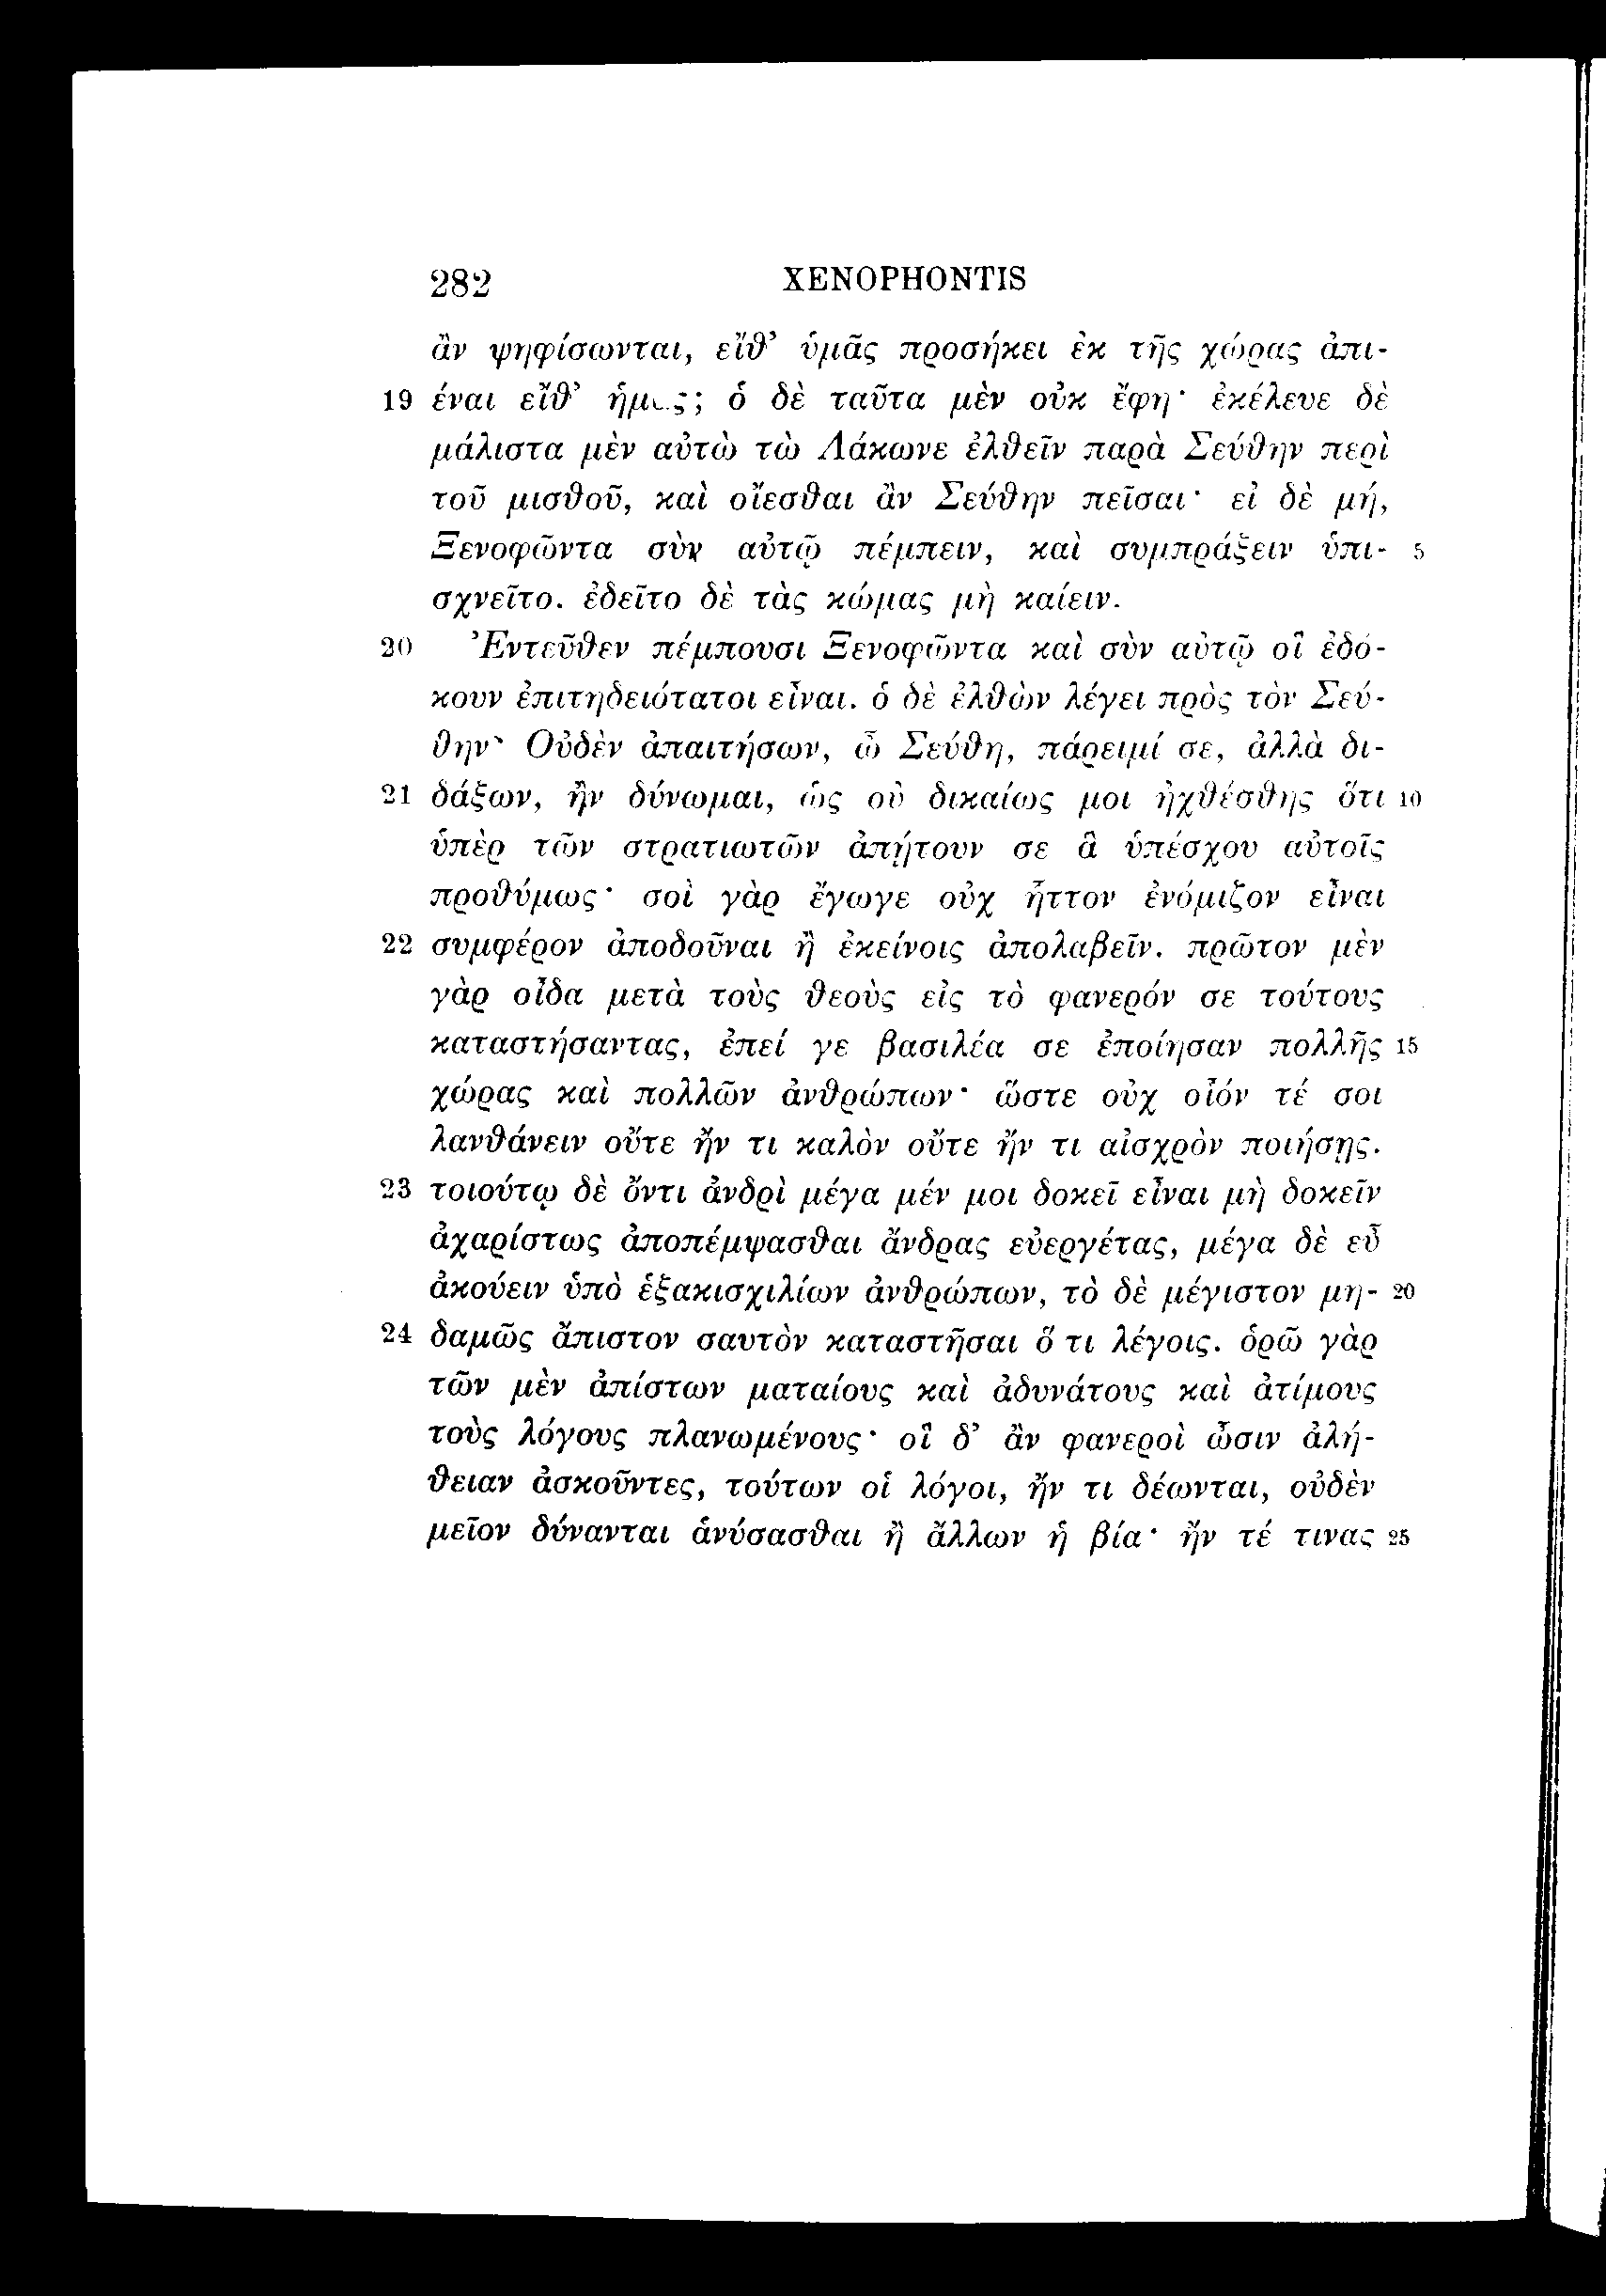 282 XENOPHONTIS
ἂν ψηφίσωνται, εἴθ’ ὑμᾶς προσήκει ἐκ τῆς χώρας ἀπι-
19 έναι εἴθ’ ὁ δὲ ταῦτα μὲν οὐκ ἔφη· ἐκέλευε δὲ
μάλιστα μὲν αὐτὼ τὼ Λάκωνε ἐλθεῖν παρὰ Σεύθην περὶ
τοῦ μισθοῦ, καὶ οἴεσθαι ἂν Σεύθην πεῖσαι· εἰ δὲ μή,
Ξενοφῶντα σὺν αὐτῷ πέμπειν, καὶ συμπράξειν ὑπι- 5
σχνεῖτο. ἐδεῖτο δὲ τὰς κώμας μὴ καίειν.
20 Ἐντεῦθεν πέμπουσι Ξενοφῶντα καὶ σὺν αὐτῷ οἳ ἐδό-
κουν ἐπιτηδειότατοι εἶναι. ὁ δὲ ἐλθὼν λέγει πρὸς τὸν Σεύ-
θην· Οὐδὲν ἀπαιτήσων, ὦ Σεύθη, πάρειμί σε, ἀλλὰ δι-
21 δάξων, ἢν δύνωμαι, ὡς οὐ δικαίως μοι ἠχθέσθης ὅτι 10
ὑπὲρ τῶν στρατιωτῶν ἀπῄτουν σε ἃ ὑπέσχου αὐτοῖς
προθύμως· σοὶ γὰρ ἔγωγε οὐχ ἧττον ἐνόμιζον εἶναι
22 συμφέρον ἀποδοῦναι ἢ ἐκείνοις ἀπολαβεῖν. πρῶτον μὲν
γὰρ οἶδα μετὰ τοὺς θεοὺς εἰς τὸ φανερόν σε τούτους
καταστήσαντας, ἐπεί γε βασιλέα σε ἐποίησαν πολλῆς 15
χώρας καὶ πολλῶν ἀνθρώπων· ὥστε οὐχ οἷόν τέ σοι
λανθάνειν οὔτε ἤν τι καλὸν οὔτε ἤν τι αἰσχρὸν ποιήσῃς.
23 τοιούτῳ δὲ ὄντι ἀνδρὶ μέγα μέν μοι δοκεῖ εἶναι μὴ δοκεῖν
ἀχαρίστως ἀποπέμψασθαι ἄνδρας εὐεργέτας, μέγα δὲ εὖ
ἀκούειν ὑπὸ ἑξακισχιλίων ἀνθρώπων, τὸ δὲ μέγιστον μη- 20
24 δαμῶς ἄπιστον σαυτὸν καταστῆσαι ὅ τι λέγοις. ὁρῶ γὰρ
τῶν μὲν ἀπίστων ματαίους καὶ ἀδυνάτους καὶ ἀτίμους
τοὺς λόγους πλανωμένους· οἳ δ’ ἂν φανεροὶ ὦσιν ἀλή-
θειαν ἀσκοῦντες, τούτων οἱ λόγοι, ἤν τι δέωνται, οὐδὲν
μεῖον δύνανται ἁνύσασθαι ἢ ἄλλων ἡ βία· ἤν τέ τινας 25